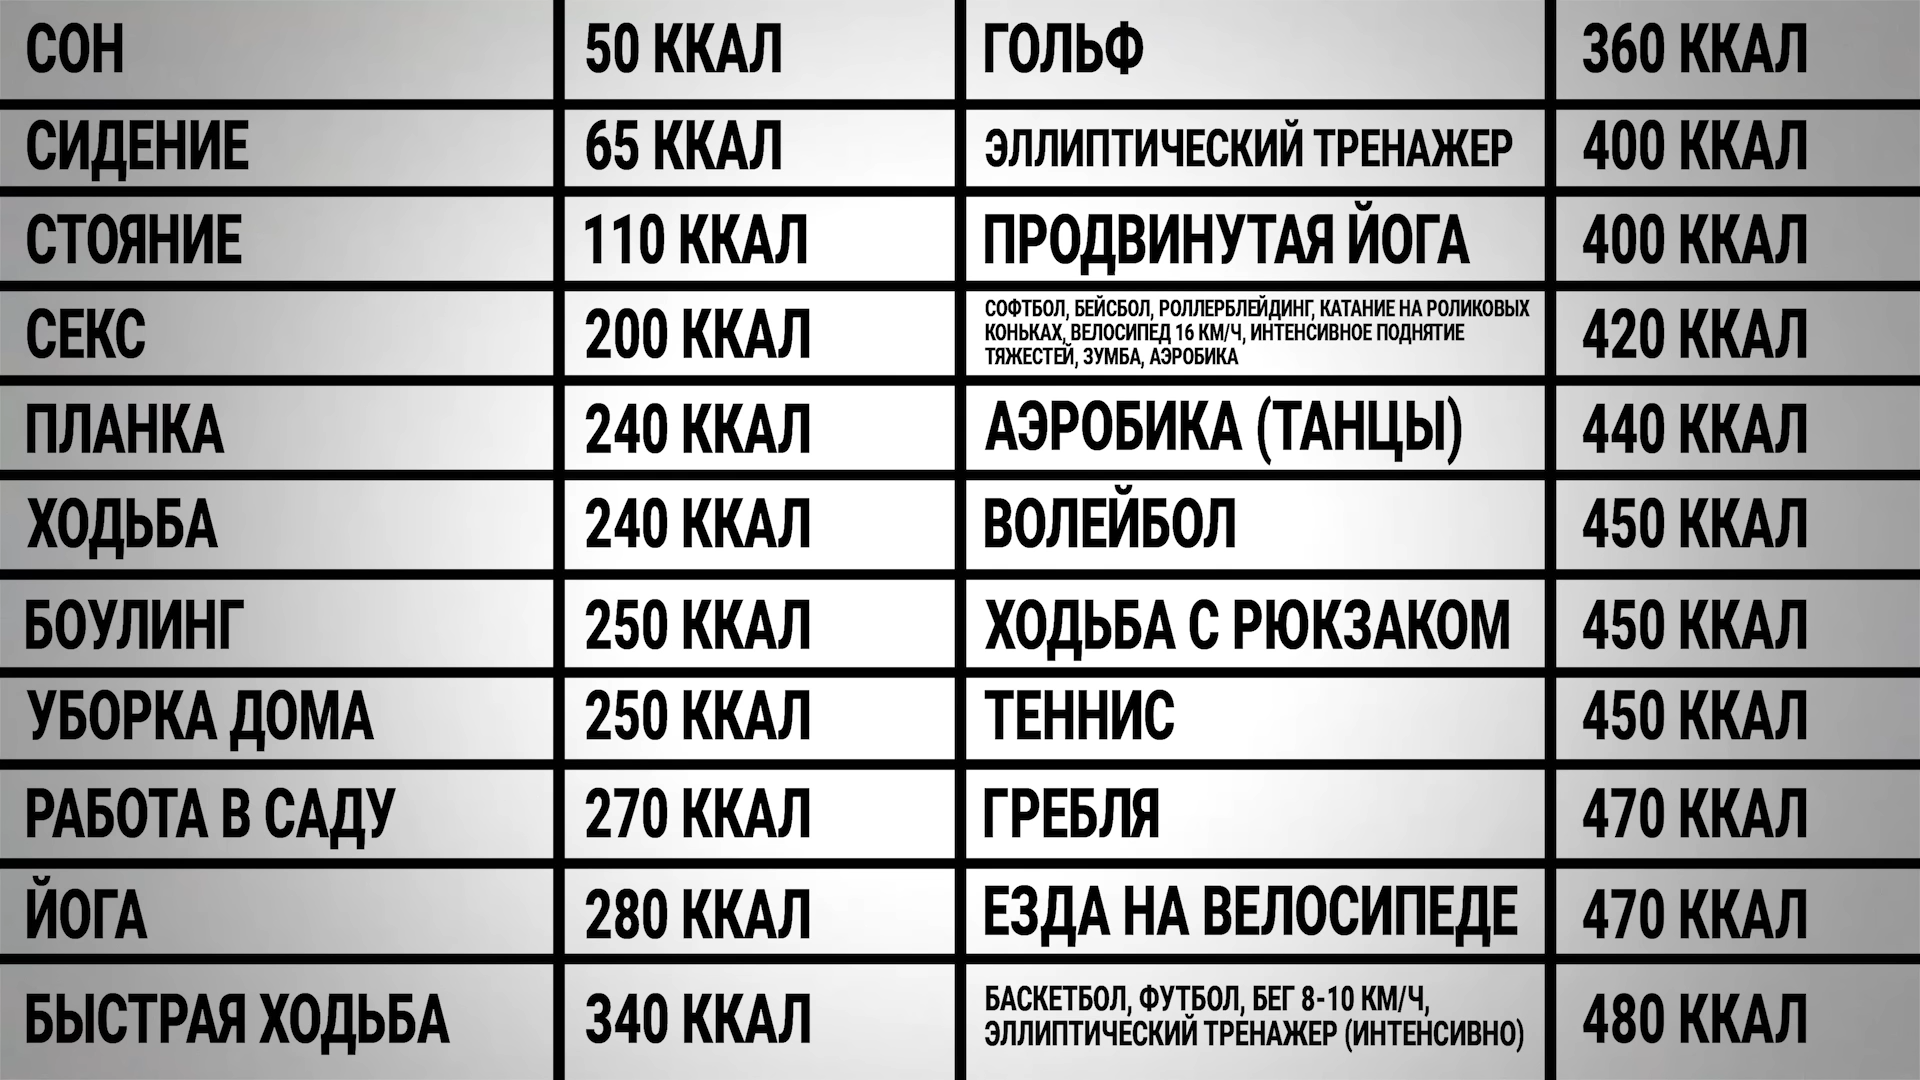 СОН 50 ККАЛ ГОЛЬФ 360 ККАЛ
СИДЕНИЕ 65 ККАЛ ЭЛЛИПТИЧЕСКИЙ ТРЕНАЖЕР 400 ККАЛ
СТОЯНИЕ 110 ККАЛ ПРОДВИНУТАЯ ЙОГА 400 ККАЛ
СЕКС 200 ККАЛ СОФТБОЛ, БЕЙСБОЛ, РОЛЛЕРБЛЕЙДИНГ, КАТАНИЕ НА РОЛИКОВЫХ
КОНЬКАХ, ВЕЛОСИПЕД 16 КМ/Ч, ИНТЕНСИВНОЕ ПОДНЯТИЕ
ТЯЖЕСТЕЙ, ЗУМБА, АЭРОБИКА 420 ККАЛ
ПЛАНКА 240 ККАЛ АЭРОБИКА (ТАНЦЫ) 440 ККАЛ
ХОДЬБА 240 ККАЛ ВОЛЕЙБОЛ 450 ККАЛ
БОУЛИНГ 250 ККАЛ ХОДЬБА С РЮКЗАКОМ 450 ККАЛ
УБОРКА ДОМА 250 ККАЛ ТЕННИС 450 ККАЛ
РАБОТА В САДУ 270 ККАЛ ГРЕБЛЯ 470 ККАЛ
ЙОГА 280 ККАЛ ЕЗДА НА ВЕЛОСИПЕДЕ 470 ККАЛ
БЫСТРАЯ ХОДЬБА 340 ККАЛ БАСКЕТБОЛ, ФУТБОЛ, БЕГ 8-10 КМ/Ч,
ЭЛЛИПТИЧЕСКИЙ ТРЕНАЖЕР (ИНТЕНСИВНО) 480 ККАЛ